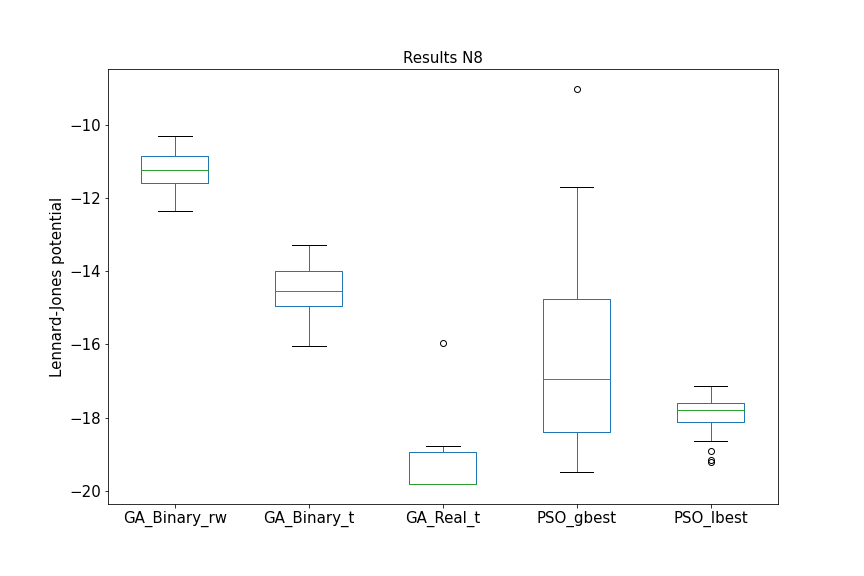 Results N8
Lennard-Jones potential
−10
−12
−14
−16
−18
−20
GA_Binary_rw
GA_Binary_t
GA_Real_t
PSO_gbest
PSO_lbest